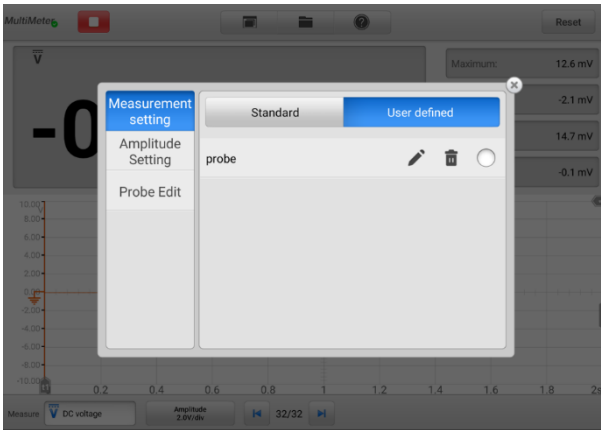 MultiMeter
Reset
V
-0
Maximum: 12.6 mV
-2.1 mV
14.7 mV
-0.1 mV
Measurement
setting
Amplitude
Setting
Probe Edit
Standard
User defined
probe
10.00
8.00
6.00
4.00
2.00
0.00
-2.00
-4.00
-6.00
-8.00
-10.00
0.2 0.4 0.6 0.8 1 1.2 1.4 1.6 1.8 2s
Measure V DC voltage
Amplitude
2.0V/div
32/32